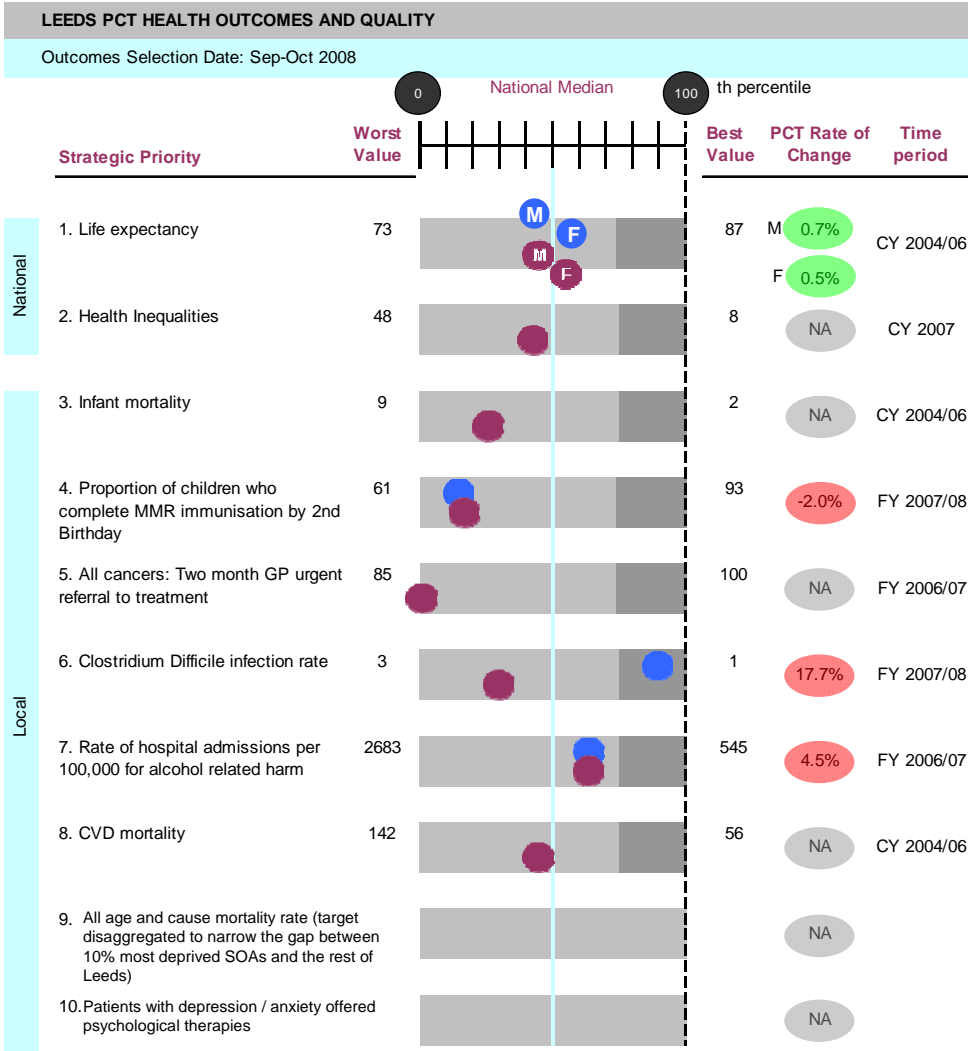 LEEDS PCT HEALTH OUTCOMES AND QUALITY
Outcomes Selection Date: Sep-Oct 2008
0 National Median 100 th percentile
Strategic Priority
Worst
Value
Best
Value
PCT Rate of
Change
Time
period
National
1. Life expectancy 73 M F M F 87 M 0.7% F 0.5% CY 2004/06
2. Health Inequalities 48 8 NA CY 2007
Local
3. Infant mortality 9 2 NA CY 2004/06
4. Proportion of children who
complete MMR immunisation by 2nd
Birthday
61 93 -2.0% FY 2007/08
5. All cancers: Two month GP urgent
referral to treatment
85 100 NA FY 2006/07
6. Clostridium Difficile infection rate 3 1 17.7% FY 2007/08
7. Rate of hospital admissions per
100,000 for alcohol related harm
2683 545 4.5% FY 2006/07
8. CVD mortality 142 56 NA CY 2004/06
9. All age and cause mortality rate (target
disaggregated to narrow the gap between
10% most deprived SOAs and the rest of
Leeds)
NA
10.Patients with depression / anxiety offered
psychological therapies
NA